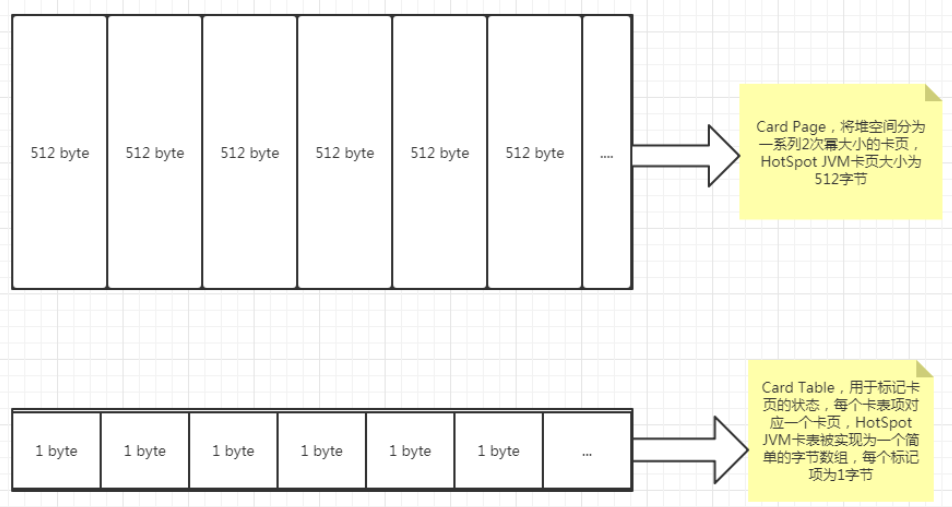 512 byte 512 byte 512 byte 512 byte 512 byte 512 byte ....
Card Page，将堆空间分为
一系列2次幂大小的卡页，
HotSpot JVM卡页大小为
512字节
1 byte 1 byte 1 byte 1 byte 1 byte 1 byte ...
Card Table，用于标记卡
页的状态，每个卡表项对
应一个卡页，HotSpot
JVM卡表被实现为一个简
单的字节数组，每个标记
项为1字节